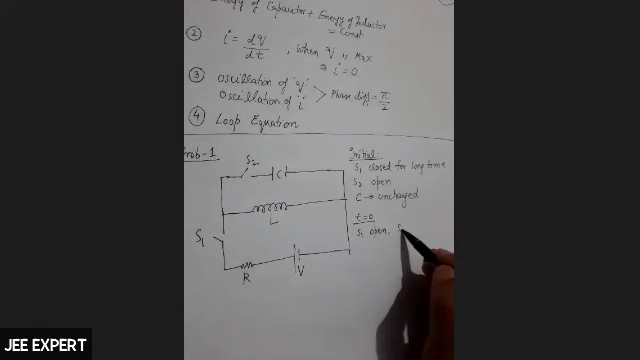 Energy of Capacitor + Energy of Inductor
= Const
② i = dq/dt , when q is Max
⇒ i = 0
③ Oscillation of 'q'
Oscillation of 'i' > Phase diff = π/2
④ Loop Equation
Prob-1
S₂
C
L
S₁
R
V
initial:
S₁ closed for long time
S₂ open
C → uncharged
t=0
S₁ open, S
JEE EXPERT